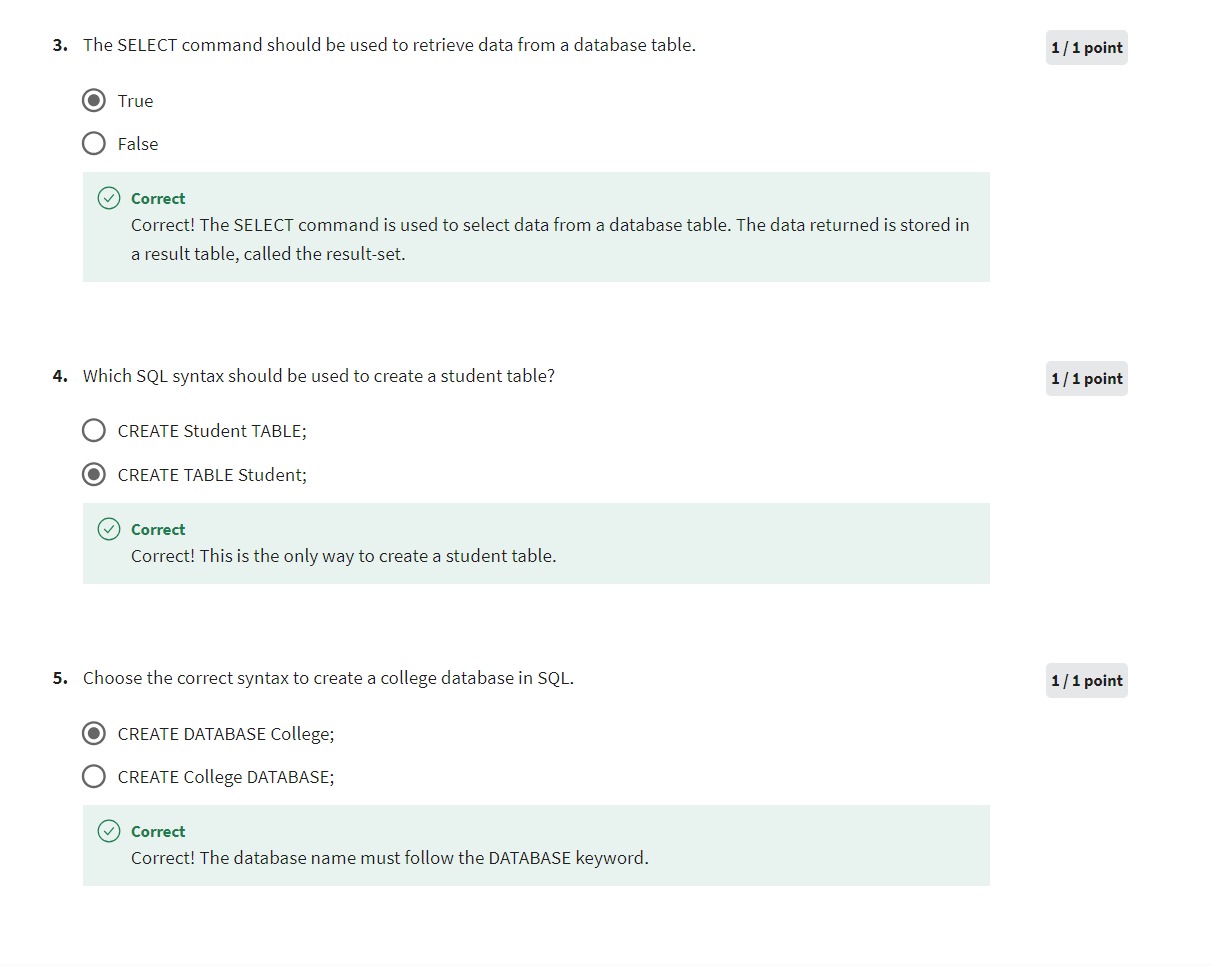 3. The SELECT command should be used to retrieve data from a database table.
1 / 1 point
True
False
Correct
Correct! The SELECT command is used to select data from a database table. The data returned is stored in
a result table, called the result-set.
4. Which SQL syntax should be used to create a student table?
1 / 1 point
CREATE Student TABLE;
CREATE TABLE Student;
Correct
Correct! This is the only way to create a student table.
5. Choose the correct syntax to create a college database in SQL.
1 / 1 point
CREATE DATABASE College;
CREATE College DATABASE;
Correct
Correct! The database name must follow the DATABASE keyword.